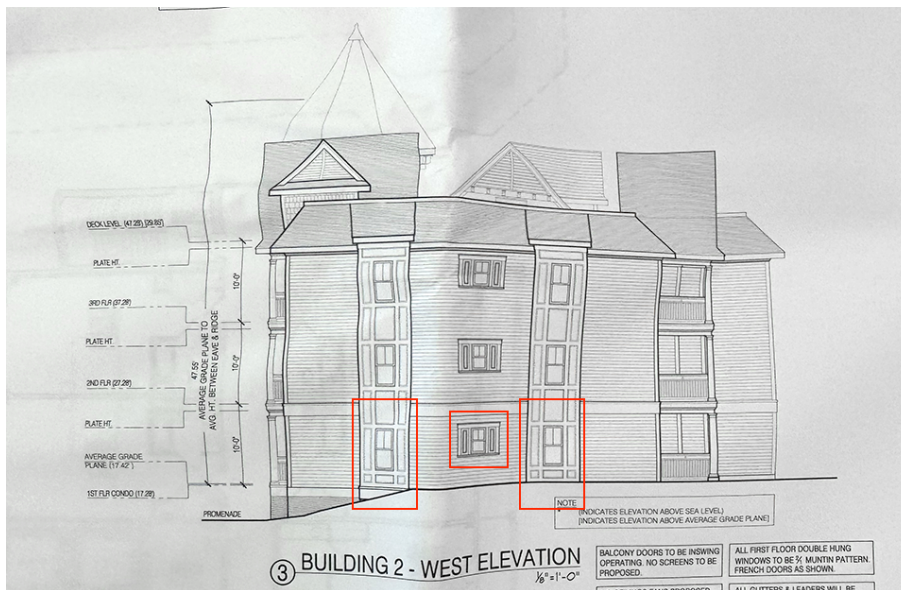 DECK LEVEL (47.28') [29.86']
PLATE HT.
3RD FLR (37.28')
PLATE HT.
2ND FLR (27.28')
PLATE HT.
AVERAGE GRADE
PLANE (17.42')
1ST FLR CONDO (17.28')
PROMENADE
47.55'
AVERAGE GRADE PLANE TO
AVG. HT. BETWEEN EAVE & RIDGE
10'-0"
10'-0"
10'-0"
NOTE
(INDICATES ELEVATION ABOVE SEA LEVEL)
[INDICATES ELEVATION ABOVE AVERAGE GRADE PLANE]
3 BUILDING 2 - WEST ELEVATION
1/8"=1'-0"
BALCONY DOORS TO BE INSWING
OPERATING. NO SCREENS TO BE
PROPOSED.
ALL FIRST FLOOR DOUBLE HUNG
WINDOWS TO BE 2/1 MUNTIN PATTERN.
FRENCH DOORS AS SHOWN.
ALL GUTTERS & LEADERS WILL BE